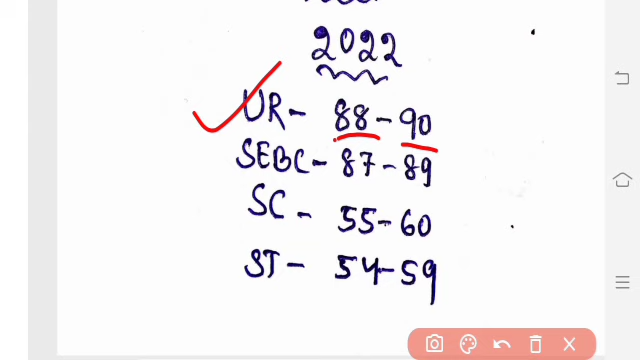 2022
UR - 88 - 90
SEBC - 87 - 89
SC - 55 - 60
ST - 54 - 59